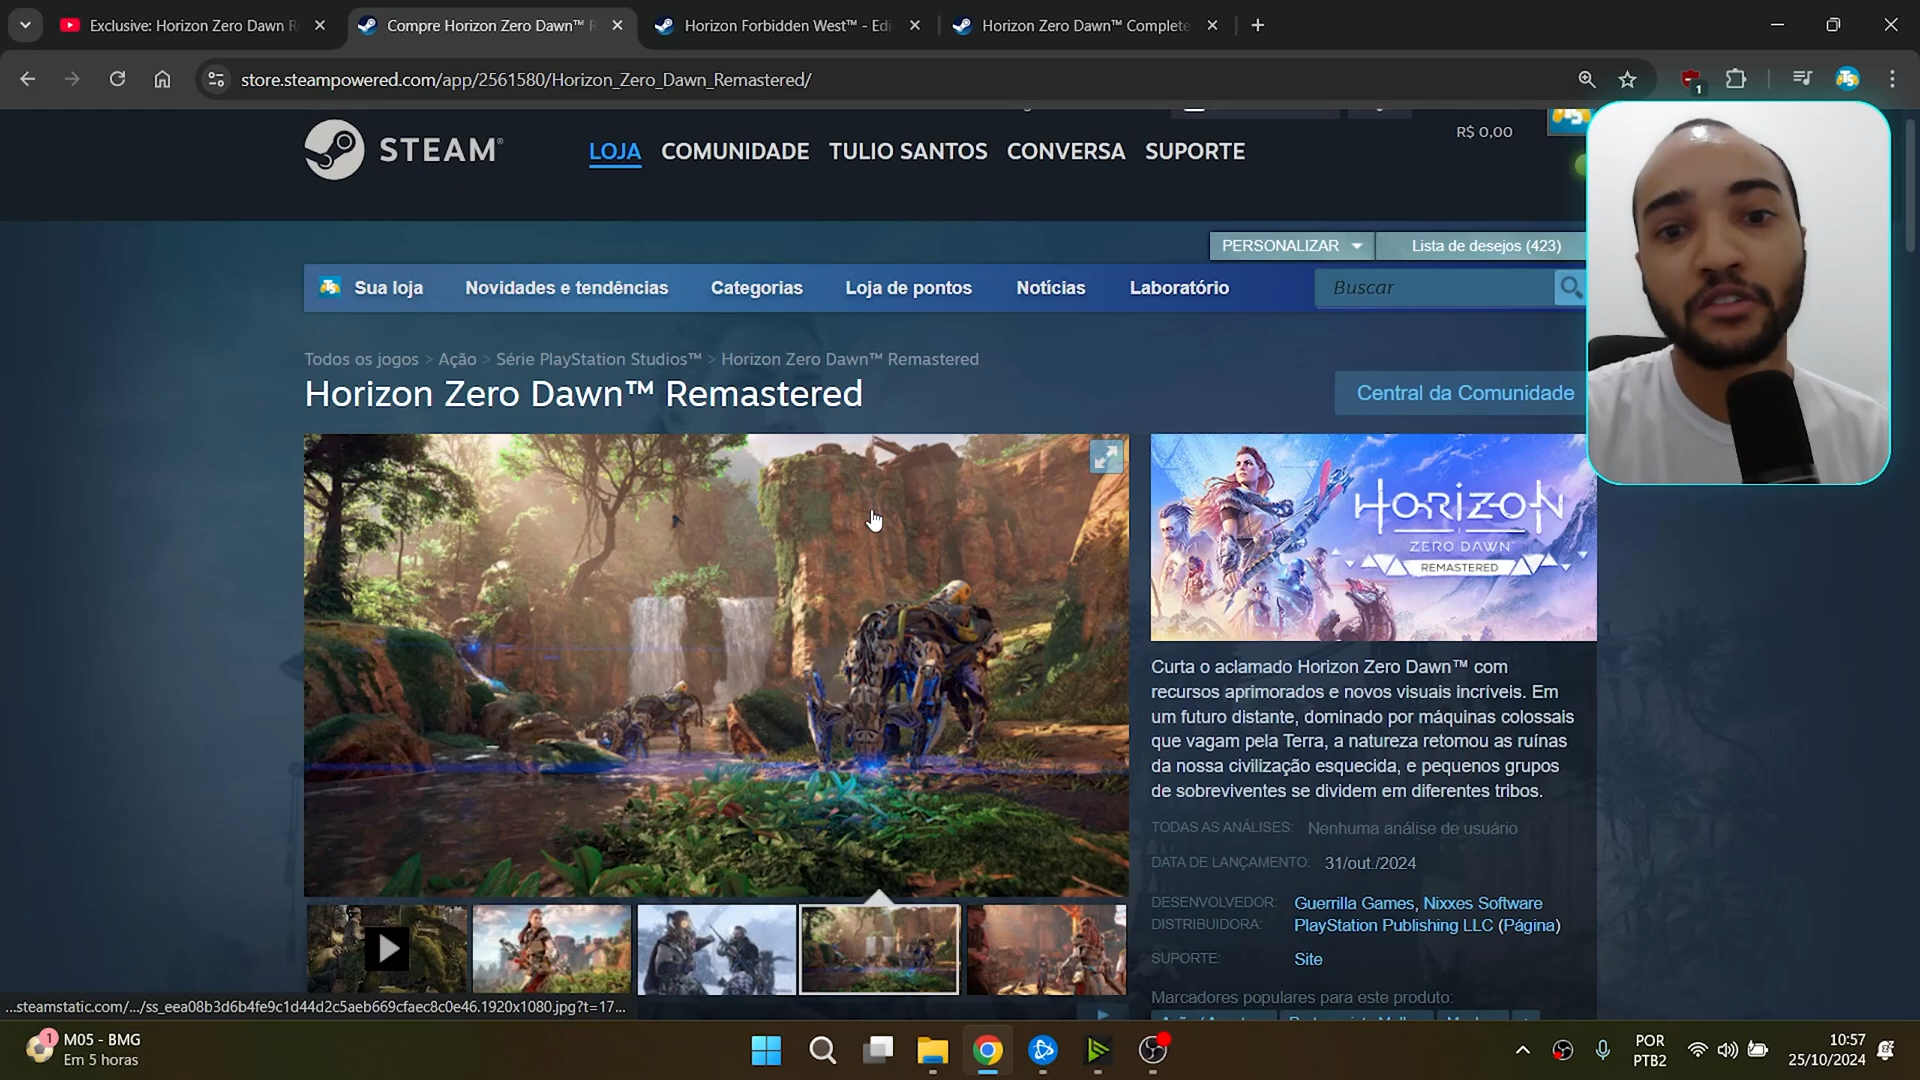 Exclusive: Horizon Zero Dawn R
Compre Horizon Zero Dawn™ R
Horizon Forbidden West™ - Edi
Horizon Zero Dawn™ Complete
store.steampowered.com/app/2561580/Horizon_Zero_Dawn_Remastered/
1
R$ 0,00
STEAM®
LOJA
COMUNIDADE
TULIO SANTOS
CONVERSA
SUPORTE
PERSONALIZAR
Lista de desejos (423)
Sua loja
Novidades e tendências
Categorias
Loja de pontos
Notícias
Laboratório
Buscar
Todos os jogos > Ação > Série PlayStation Studios™ > Horizon Zero Dawn™ Remastered
Horizon Zero Dawn™ Remastered
Central da Comunidade
HORIZON
ZERO DAWN™
REMASTERED
Curta o aclamado Horizon Zero Dawn™ com
recursos aprimorados e novos visuais incríveis. Em
um futuro distante, dominado por máquinas colossais
que vagam pela Terra, a natureza retomou as ruínas
da nossa civilização esquecida, e pequenos grupos
de sobreviventes se dividem em diferentes tribos.
TODAS AS ANÁLISES: Nenhuma análise de usuário
DATA DE LANÇAMENTO: 31/out./2024
DESENVOLVEDOR: Guerrilla Games, Nixxes Software
DISTRIBUIDORA: PlayStation Publishing LLC (Página)
SUPORTE: Site
Marcadores populares para este produto:
...steamstatic.com/.../ss_eea08b3d6b4fe9c1d44d2c5aeb669cfaec8c0e46.1920x1080.jpg?t=17...
1
M05 - BMG
Em 5 horas
POR
PTB2
10:57
25/10/2024